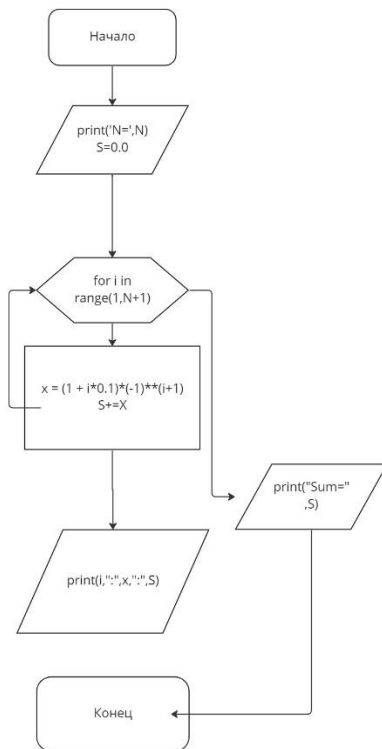 Начало
print('N=',N)
S=0.0
for i in
range(1,N+1)
x = (1 + i*0.1)*(-1)**(i+1)
S+=X
print("Sum="
,S)
print(i,":",x,":",S)
Конец